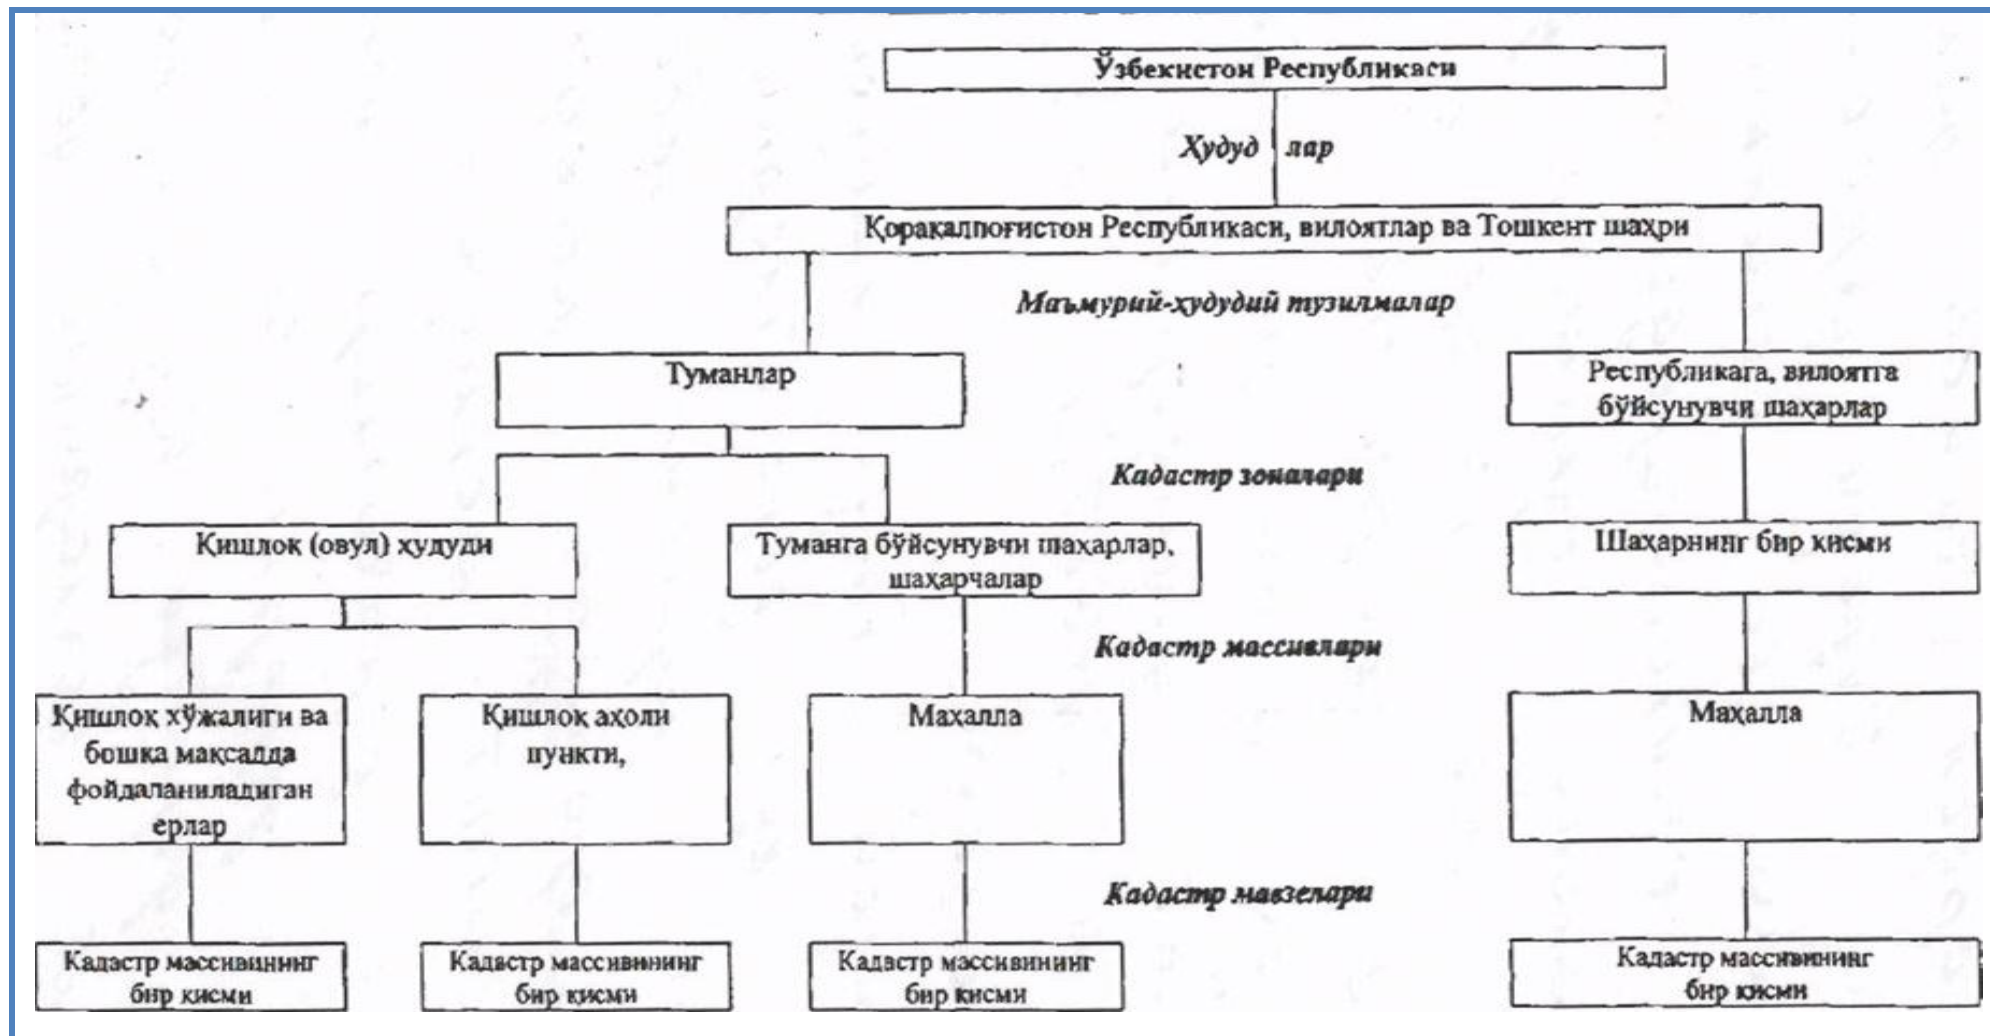 Ўзбекистон Республикаси
Ҳудуд лар
Қорақалпоғистон Республикаси, вилоятлар ва Тошкент шаҳри
Маъмурий-ҳудудий тузилмалар
Туманлар
Республикага, вилоятга
бўйсунувчи шаҳарлар
Кадастр зоналари
Қишлоқ (овул) ҳудуди
Туманга бўйсунувчи шаҳарлар,
шаҳарчалар
Шаҳарнинг бир қисми
Кадастр массивлари
Қишлоқ хўжалиги ва
бошка мақсадда
фойдаланиладиган
ерлар
Қишлоқ аҳоли
пункти,
Маҳалла
Маҳалла
Кадастр мавзелари
Кадастр массивининг
бир қисми
Кадастр массивининг
бир қисми
Кадастр массивининг
бир қисми
Кадастр массивининг
бир қисми